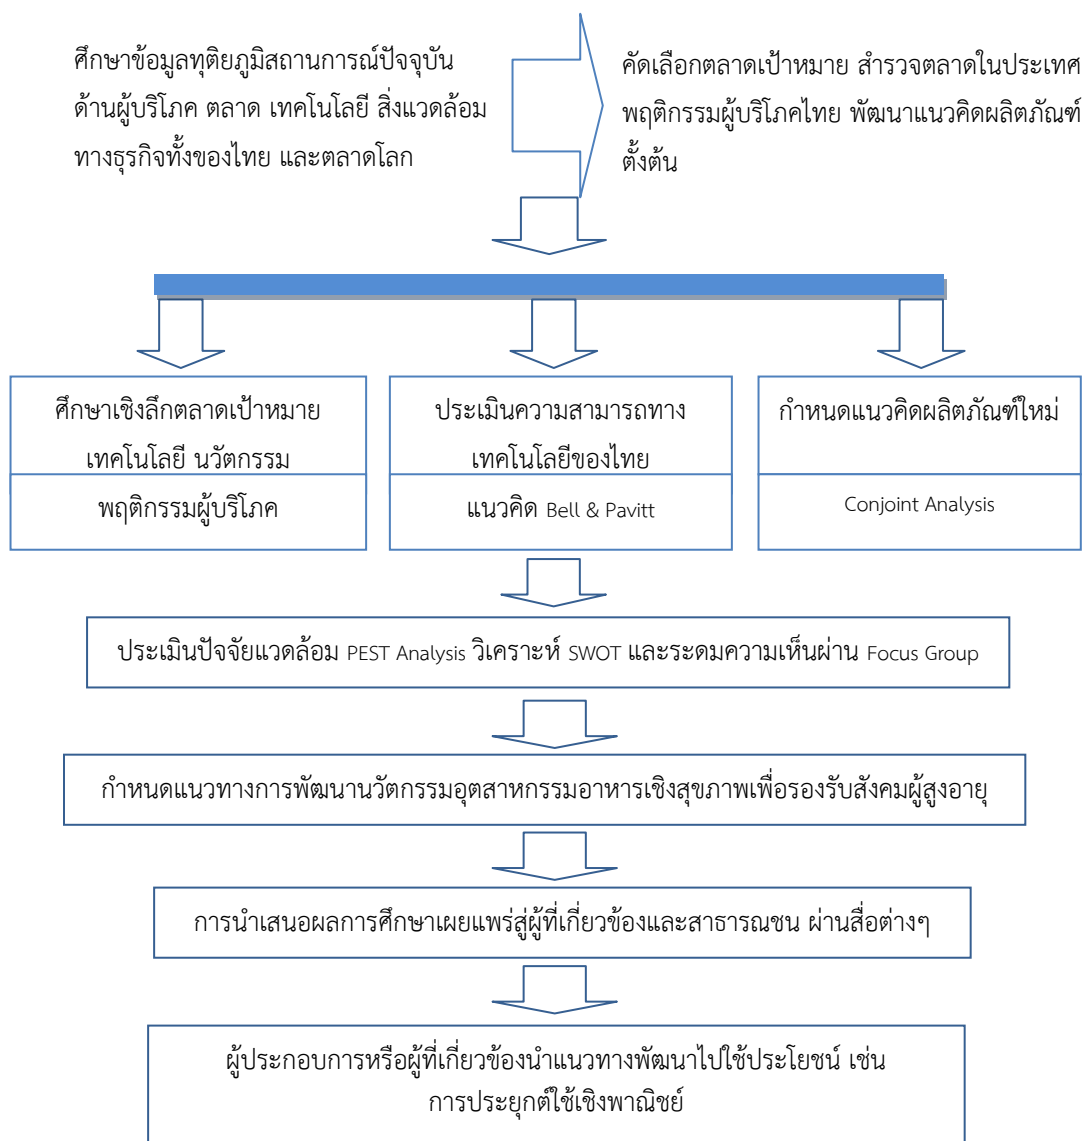 ศึกษาข้อมูลทุติยภูมิสถานการณ์ปัจจุบัน
ด้านผู้บริโภค ตลาด เทคโนโลยี สิ่งแวดล้อม
ทางธุรกิจทั้งของไทย และตลาดโลก
คัดเลือกตลาดเป้าหมาย สำรวจตลาดในประเทศ
พฤติกรรมผู้บริโภคไทย พัฒนาแนวคิดผลิตภัณฑ์
ตั้งต้น
ศึกษาเชิงลึกตลาดเป้าหมาย
เทคโนโลยี นวัตกรรม
พฤติกรรมผู้บริโภค
ประเมินความสามารถทาง
เทคโนโลยีของไทย
แนวคิด Bell & Pavitt
กำหนดแนวคิดผลิตภัณฑ์ใหม่
Conjoint Analysis
ประเมินปัจจัยแวดล้อม PEST Analysis วิเคราะห์ SWOT และระดมความเห็นผ่าน Focus Group
กำหนดแนวทางการพัฒนานวัตกรรมอุตสาหกรรมอาหารเชิงสุขภาพเพื่อรองรับสังคมผู้สูงอายุ
การนำเสนอผลการศึกษาเผยแพร่สู่ผู้ที่เกี่ยวข้องและสาธารณชน ผ่านสื่อต่างๆ
ผู้ประกอบการหรือผู้ที่เกี่ยวข้องนำแนวทางพัฒนาไปใช้ประโยชน์ เช่น
การประยุกต์ใช้เชิงพาณิชย์